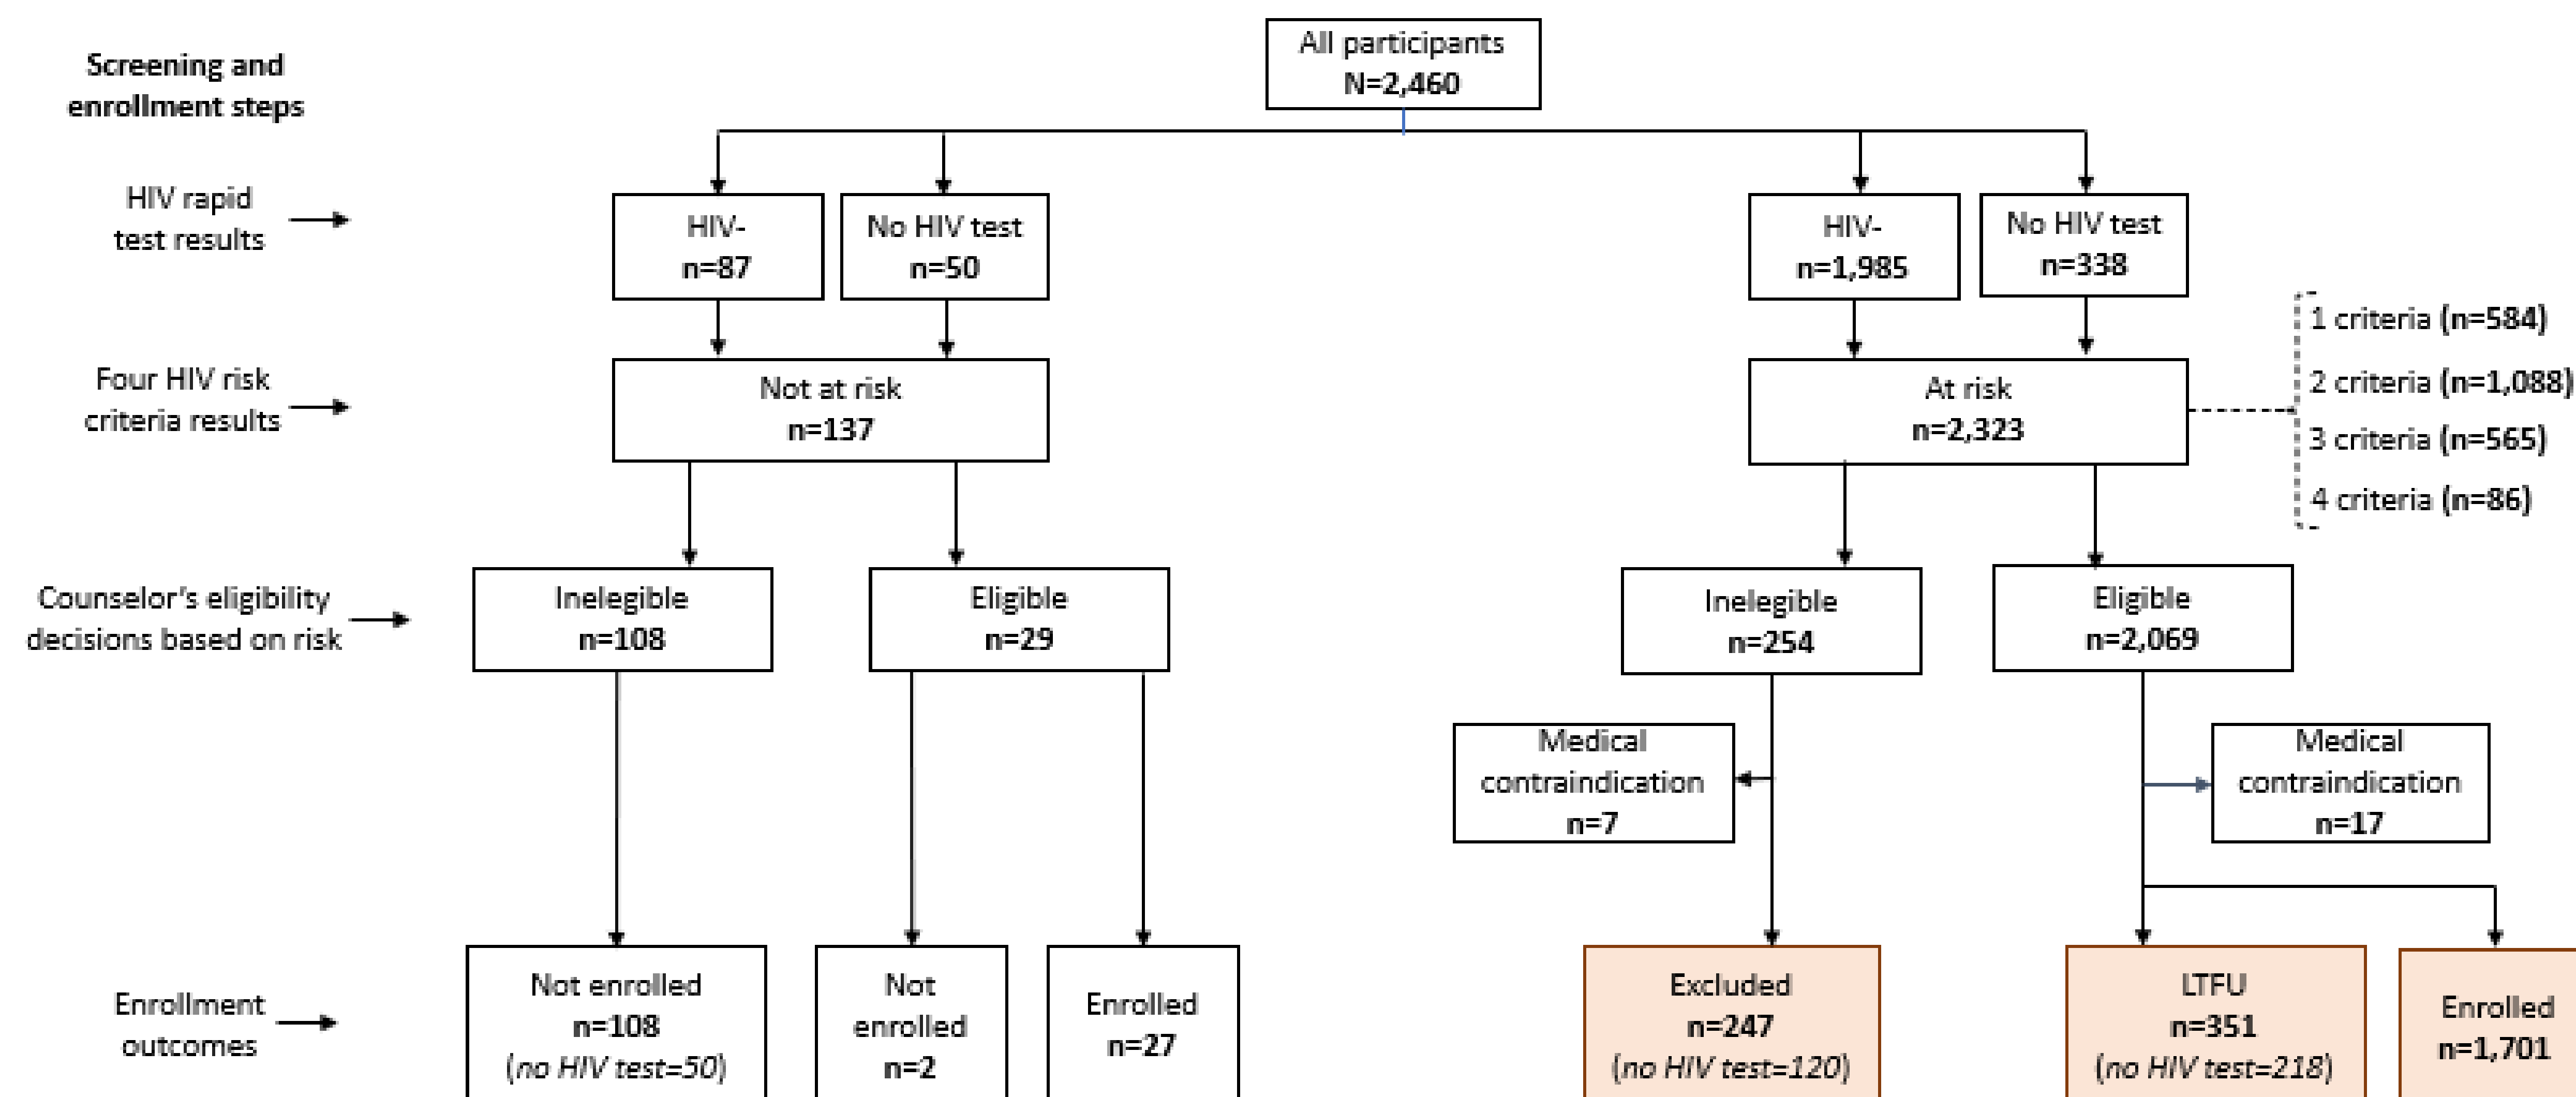 Screening and
enrollment steps
All participants
N=2,460
HIV rapid
test results
HIV-
n=87
No HIV test
n=50
HIV-
n=1,985
No HIV test
n=338
Four HIV risk
criteria results
Not at risk
n=137
At risk
n=2,323
1 criteria (n=584)
2 criteria (n=1,088)
3 criteria (n=565)
4 criteria (n=86)
Counselor's eligibility
decisions based on risk
Inelegible
n=108
Eligible
n=29
Inelegible
n=254
Eligible
n=2,069
Medical
contraindication
n=7
Medical
contraindication
n=17
Enrollment
outcomes
Not enrolled
n=108
(no HIV test=50)
Not
enrolled
n=2
Enrolled
n=27
Excluded
n=247
(no HIV test=120)
LTFU
n=351
(no HIV test=218)
Enrolled
n=1,701